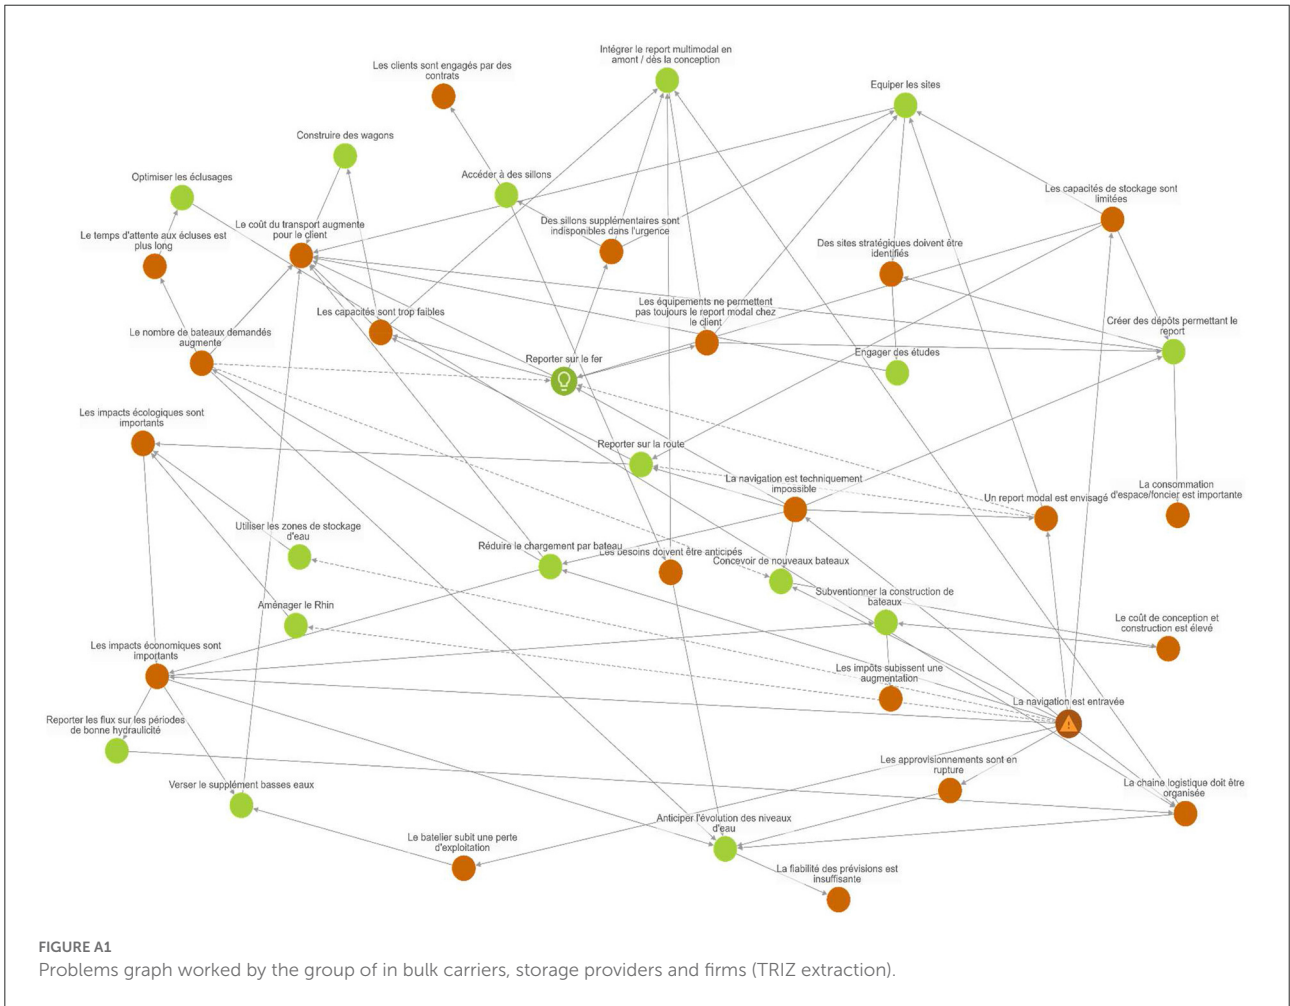 Intégrer le report multimodal en
amont / dès la conception
Les clients sont engagés par des
contrats
Equiper les sites
Construire des wagons
Accéder à des sillons
Optimiser les éclusages
Les capacités de stockage sont
limitées
Le coût du transport augmente
pour le client
Des sillons supplémentaires sont
indisponibles dans l'urgence
Le temps d'attente aux écluses est
plus long
Des sites stratégiques doivent être
identifiés
Les équipements ne permettent
pas toujours le report modal chez
le client
Les capacités sont trop faibles
Le nombre de bateaux demandés
augmente
Créer des dépôts permettant le
report
Reporter sur le fer
Engager des études
Les impacts écologiques sont
importants
Reporter sur la route
La navigation est techniquement
impossible
La consommation
d'espace/foncier est importante
Un report modal est envisagé
Utiliser les zones de stockage
d'eau
Réduire le chargement par bateau
Les besoins doivent être anticipés
Concevoir de nouveaux bateaux
Subventionner la construction de
bateaux
Aménager le Rhin
Le coût de conception et
construction est élevé
Les impacts économiques sont
importants
Les impôts subissent une
augmentation
La navigation est entravée
Reporter les flux sur les périodes
de bonne hydraulicité
Les approvisionnements sont en
rupture
Verser le supplément basses eaux
La chaine logistique doit être
organisée
Anticiper l'évolution des niveaux
d'eau
Le batelier subit une perte
d'exploitation
La fiabilité des prévisions est
insuffisante
FIGURE A1
Problems graph worked by the group of in bulk carriers, storage providers and firms (TRIZ extraction).